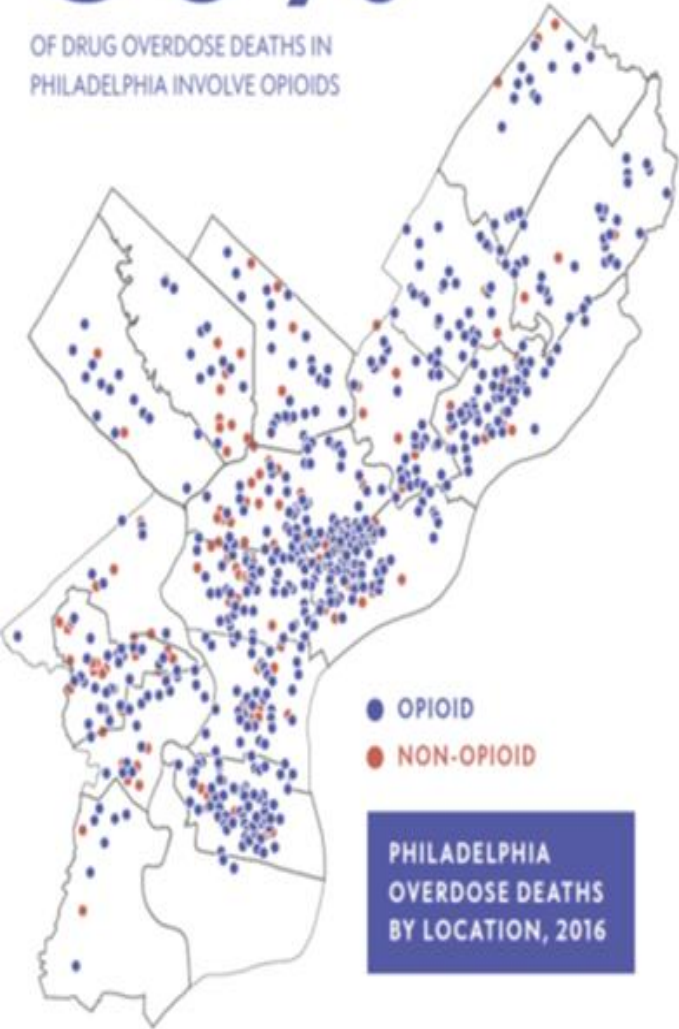 OF DRUG OVERDOSE DEATHS IN
PHILADELPHIA INVOLVE OPIOIDS
OPIOID
NON-OPIOID
PHILADELPHIA
OVERDOSE DEATHS
BY LOCATION, 2016